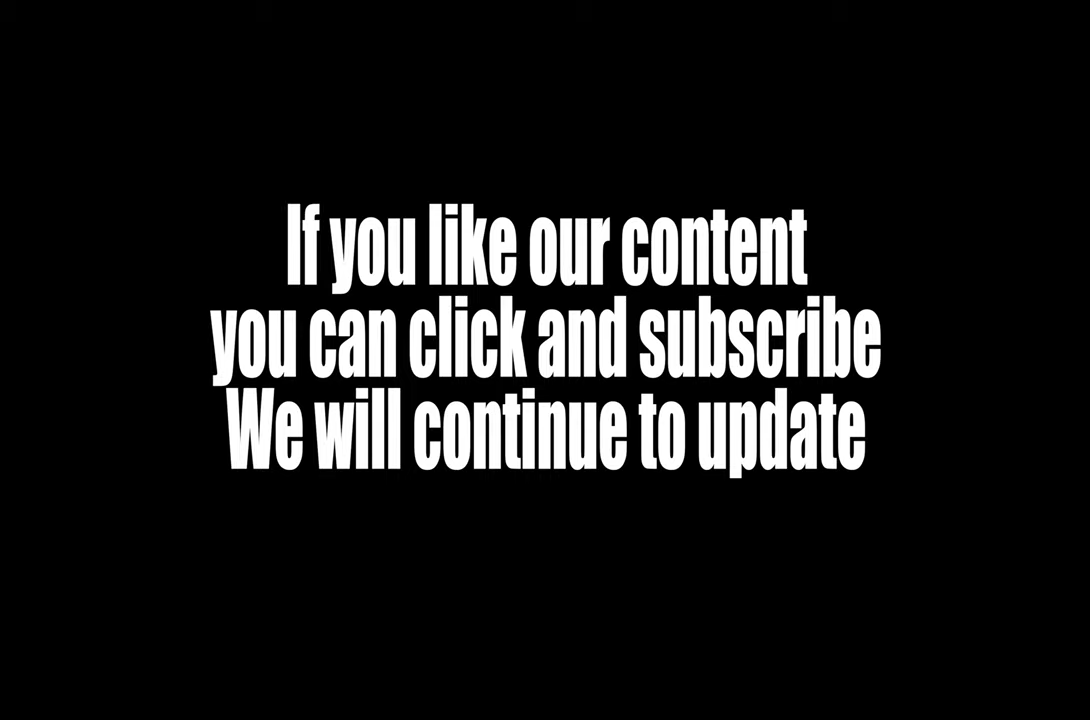 If you like our content
you can click and subscribe
We will continue to update